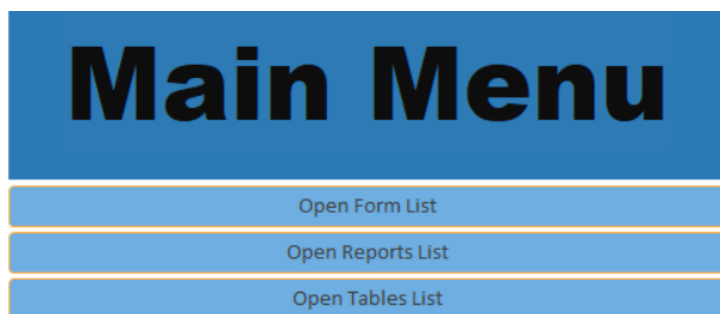 Main Menu
Open Form List
Open Reports List
Open Tables List